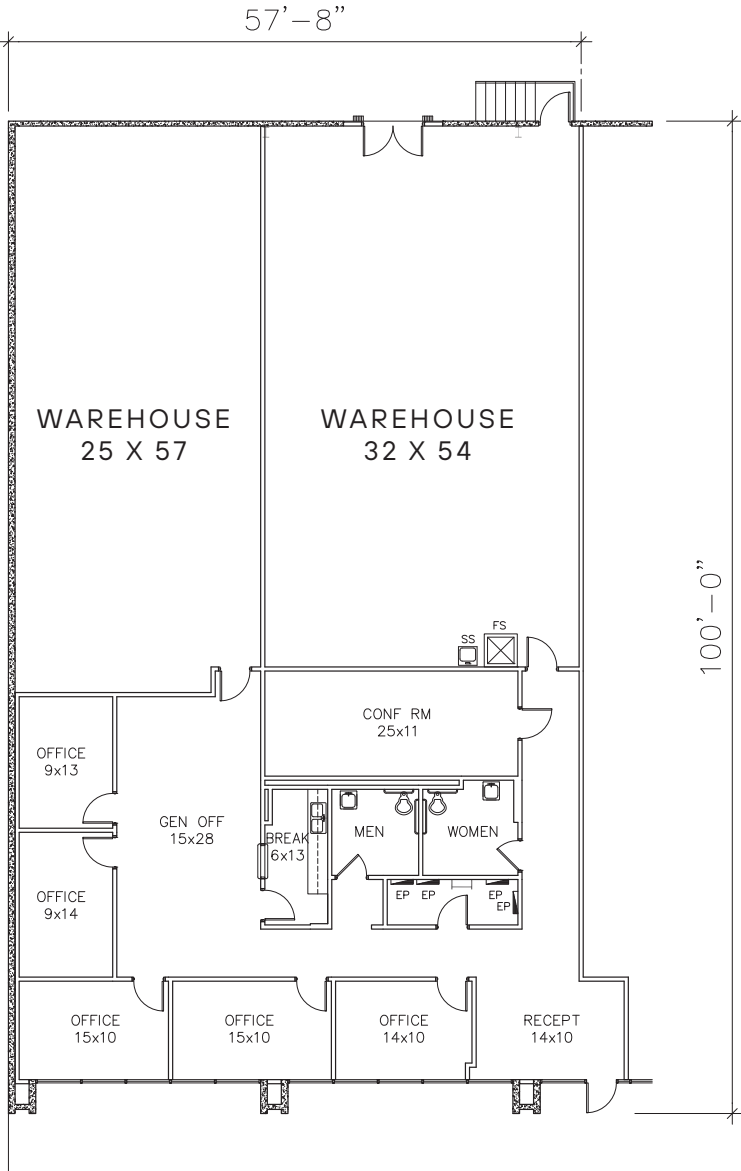 57'-8"
WAREHOUSE
25 X 57
WAREHOUSE
32 X 54
100'-0"
SS
FS
CONF RM
25x11
OFFICE
9x13
GEN OFF
15x28
BREAK
6x13
MEN
WOMEN
OFFICE
9x14
EP
EP
EP
EP
OFFICE
15x10
OFFICE
15x10
OFFICE
14x10
RECEPT
14x10